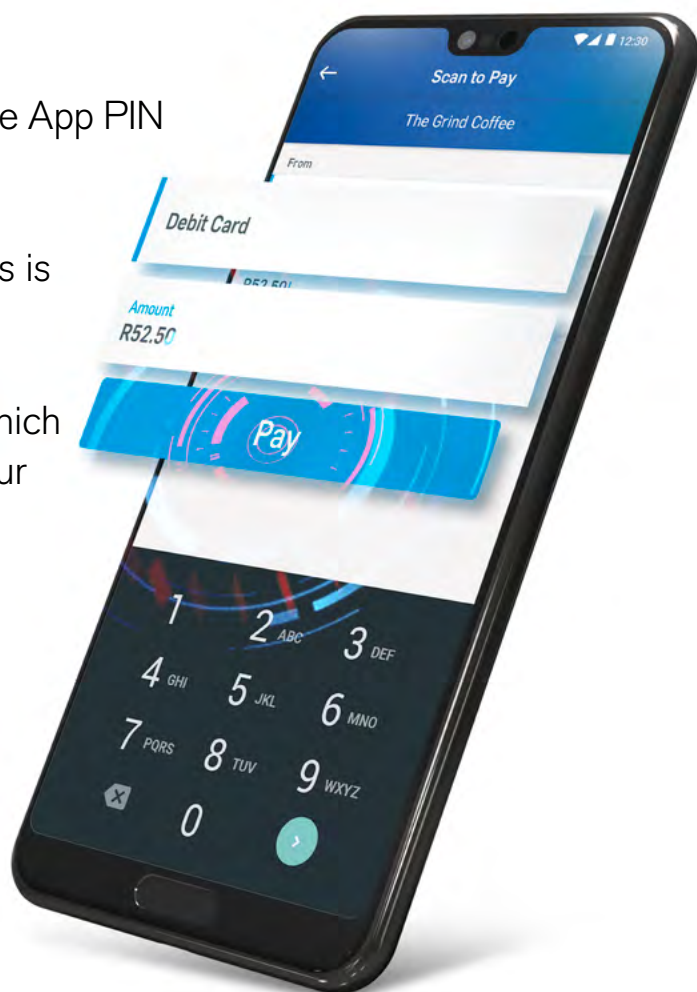 e App PIN
s is
hich
ur
12:30
Scan to Pay
The Grind Coffee
From
Debit Card
R52.50
Amount
R52.50
Pay
1
2 ABC
3 DEF
4 GHI
5 JKL
6 MNO
7 PQRS
8 TUV
9 WXYZ
0